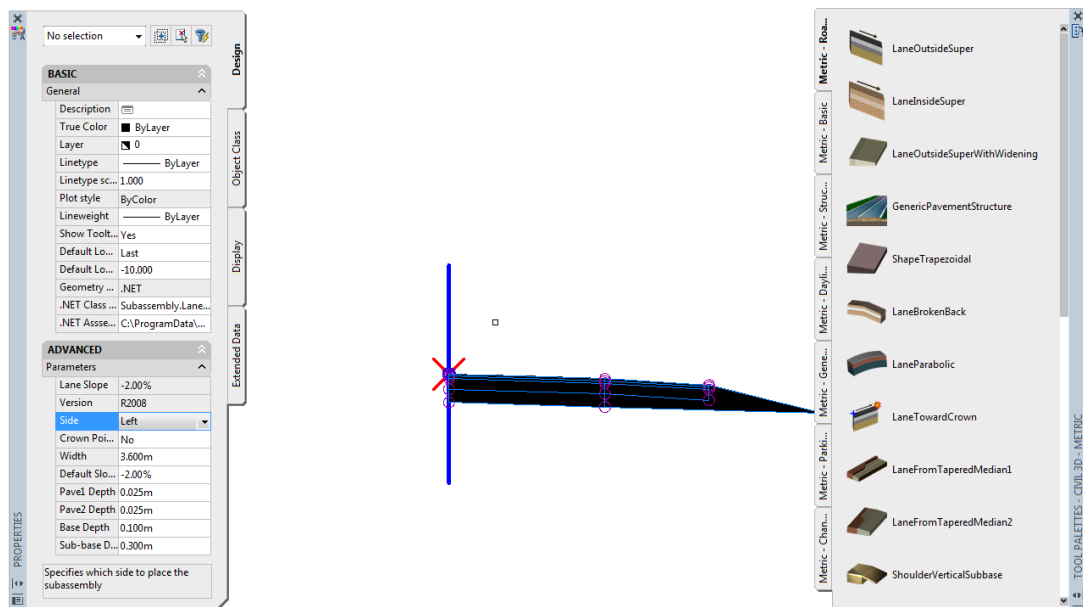 No selection
BASIC
General
Description
True Color ByLayer
Layer 0
Linetype ByLayer
Linetype sc... 1.000
Plot style ByColor
Lineweight ByLayer
Show Toolt... Yes
Default Lo... Last
Default Lo... -10.000
Geometry ... .NET
.NET Class ... Subassembly.Lane...
.NET Assse... C:\ProgramData\...
ADVANCED
Parameters
Lane Slope -2.00%
Version R2008
Side Left
Crown Poi... No
Width 3.600m
Default Slo... -2.00%
Pave1 Depth 0.025m
Pave2 Depth 0.025m
Base Depth 0.100m
Sub-base D... 0.300m
Specifies which side to place the
subassembly
PROPERTIES
Design
Object Class
Display
Extended Data
Metric - Roa...
Metric - Basic
Metric - Struc...
Metric - Dayli...
Metric - Gene...
Metric - Parki...
Metric - Chan...
LaneOutsideSuper
LaneInsideSuper
LaneOutsideSuperWithWidening
GenericPavementStructure
ShapeTrapezoidal
LaneBrokenBack
LaneParabolic
LaneTowardCrown
LaneFromTaperedMedian1
LaneFromTaperedMedian2
ShoulderVerticalSubbase
TOOL PALETTES - CIVIL 3D - METRIC